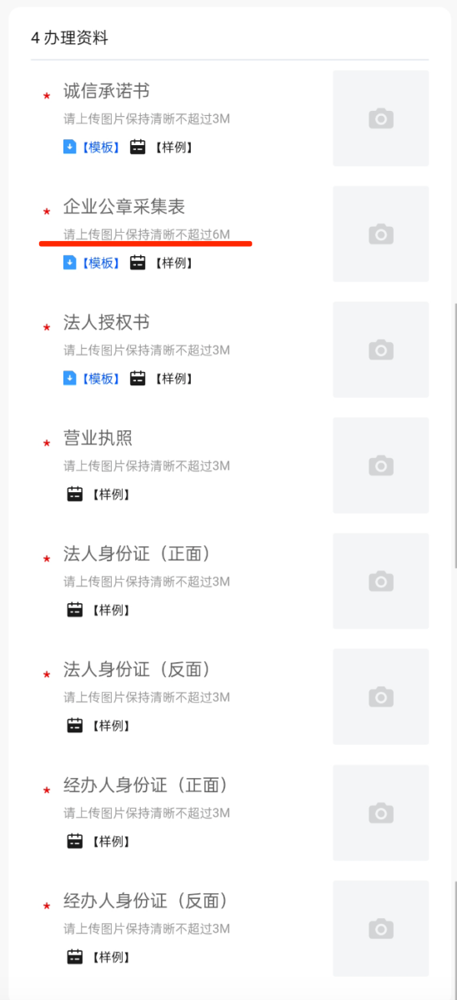 4 办理资料
* 诚信承诺书
请上传图片保持清晰不超过3M
【模板】 【样例】
* 企业公章采集表
请上传图片保持清晰不超过6M
【模板】 【样例】
* 法人授权书
请上传图片保持清晰不超过3M
【模板】 【样例】
* 营业执照
请上传图片保持清晰不超过3M
【样例】
* 法人身份证（正面）
请上传图片保持清晰不超过3M
【样例】
* 法人身份证（反面）
请上传图片保持清晰不超过3M
【样例】
* 经办人身份证（正面）
请上传图片保持清晰不超过3M
【样例】
* 经办人身份证（反面）
请上传图片保持清晰不超过3M
【样例】